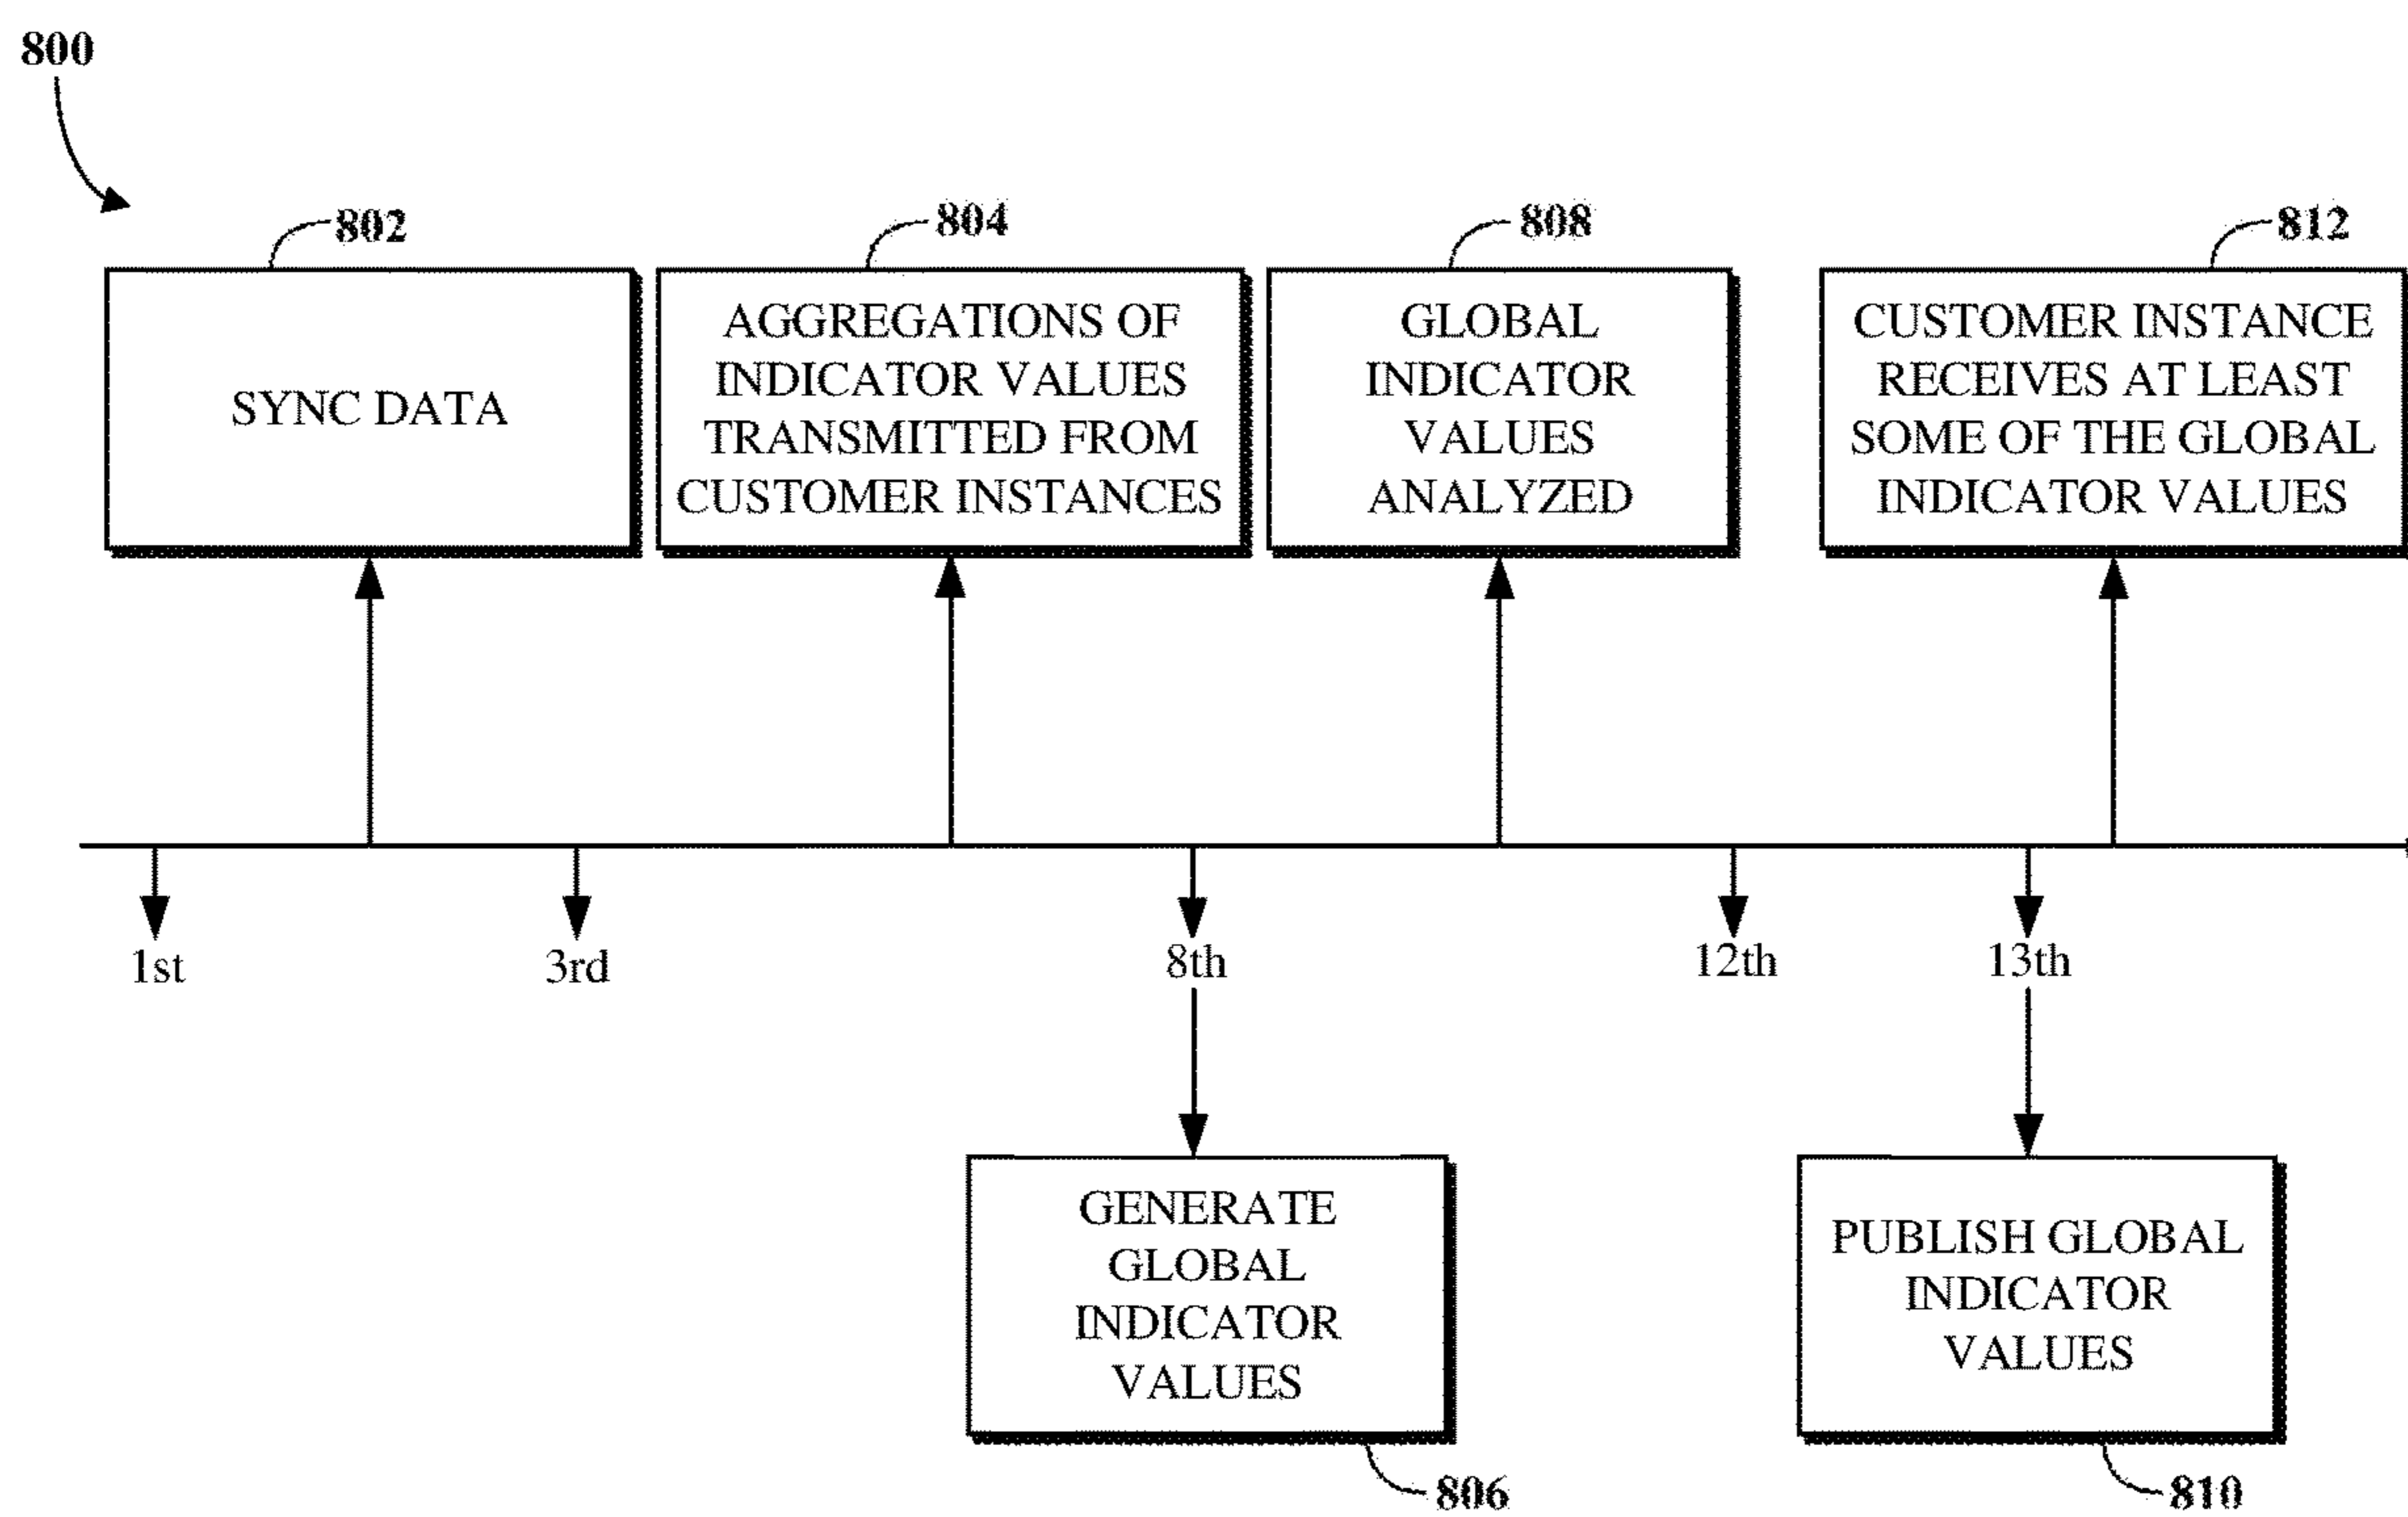 800
802
804
808
812
SYNC DATA
AGGREGATIONS OF
INDICATOR VALUES
TRANSMITTED FROM
CUSTOMER INSTANCES
GLOBAL
INDICATOR
VALUES
ANALYZED
CUSTOMER INSTANCE
RECEIVES AT LEAST
SOME OF THE GLOBAL
INDICATOR VALUES
1st
3rd
8th
12th
13th
GENERATE
GLOBAL
INDICATOR
VALUES
PUBLISH GLOBAL
INDICATOR
VALUES
806
810